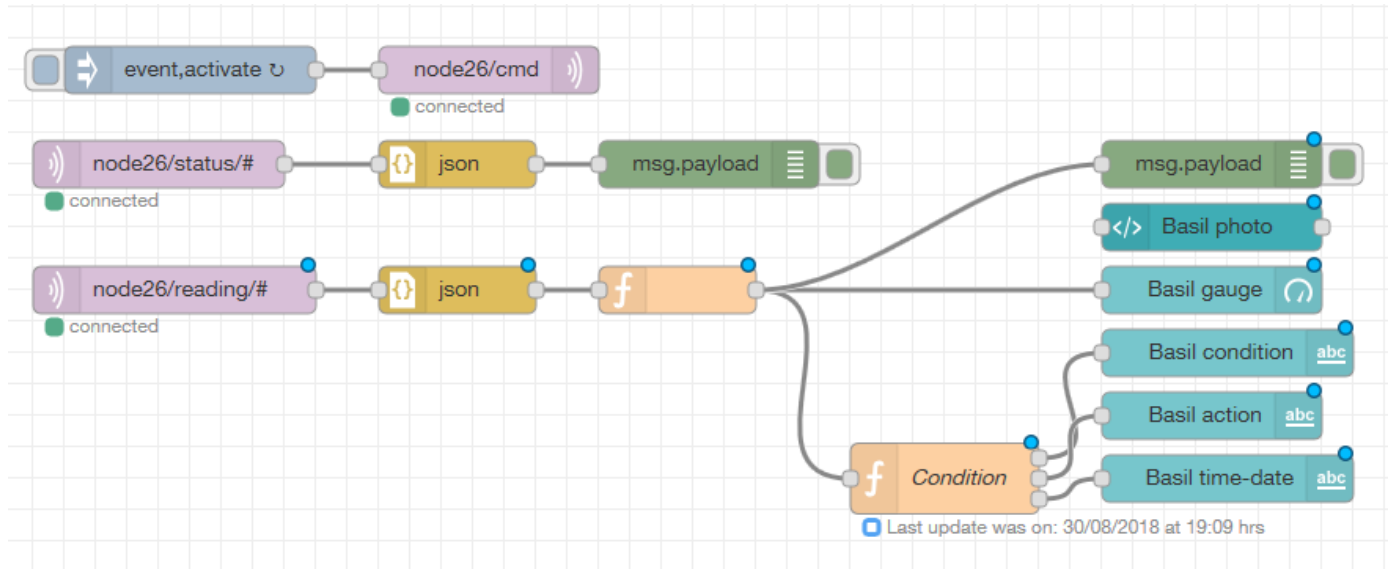 event,activate ↻
node26/cmd
connected
node26/status/#
json
msg.payload
msg.payload
connected
Basil photo
node26/reading/#
json
Basil gauge
connected
Basil condition
abc
Basil action
abc
Condition
Basil time-date
abc
Last update was on: 30/08/2018 at 19:09 hrs